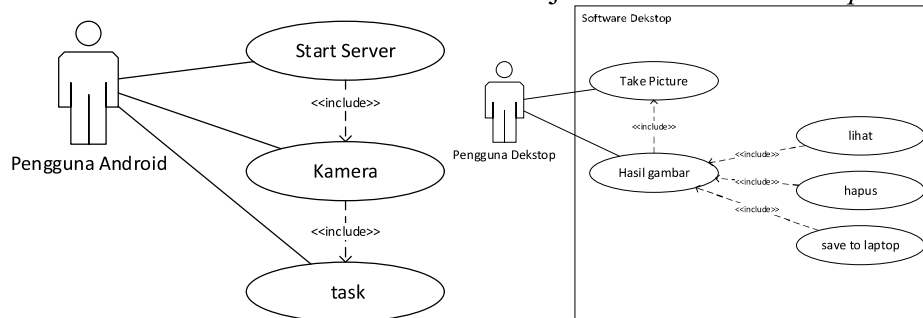 Start Server
<<include>>
Kamera
<<include>>
task
Pengguna Android
Software Dekstop
Take Picture
<<include>>
Hasil gambar
Pengguna Dekstop
<<include>>
lihat
<<include>>
hapus
<<include>>
save to laptop